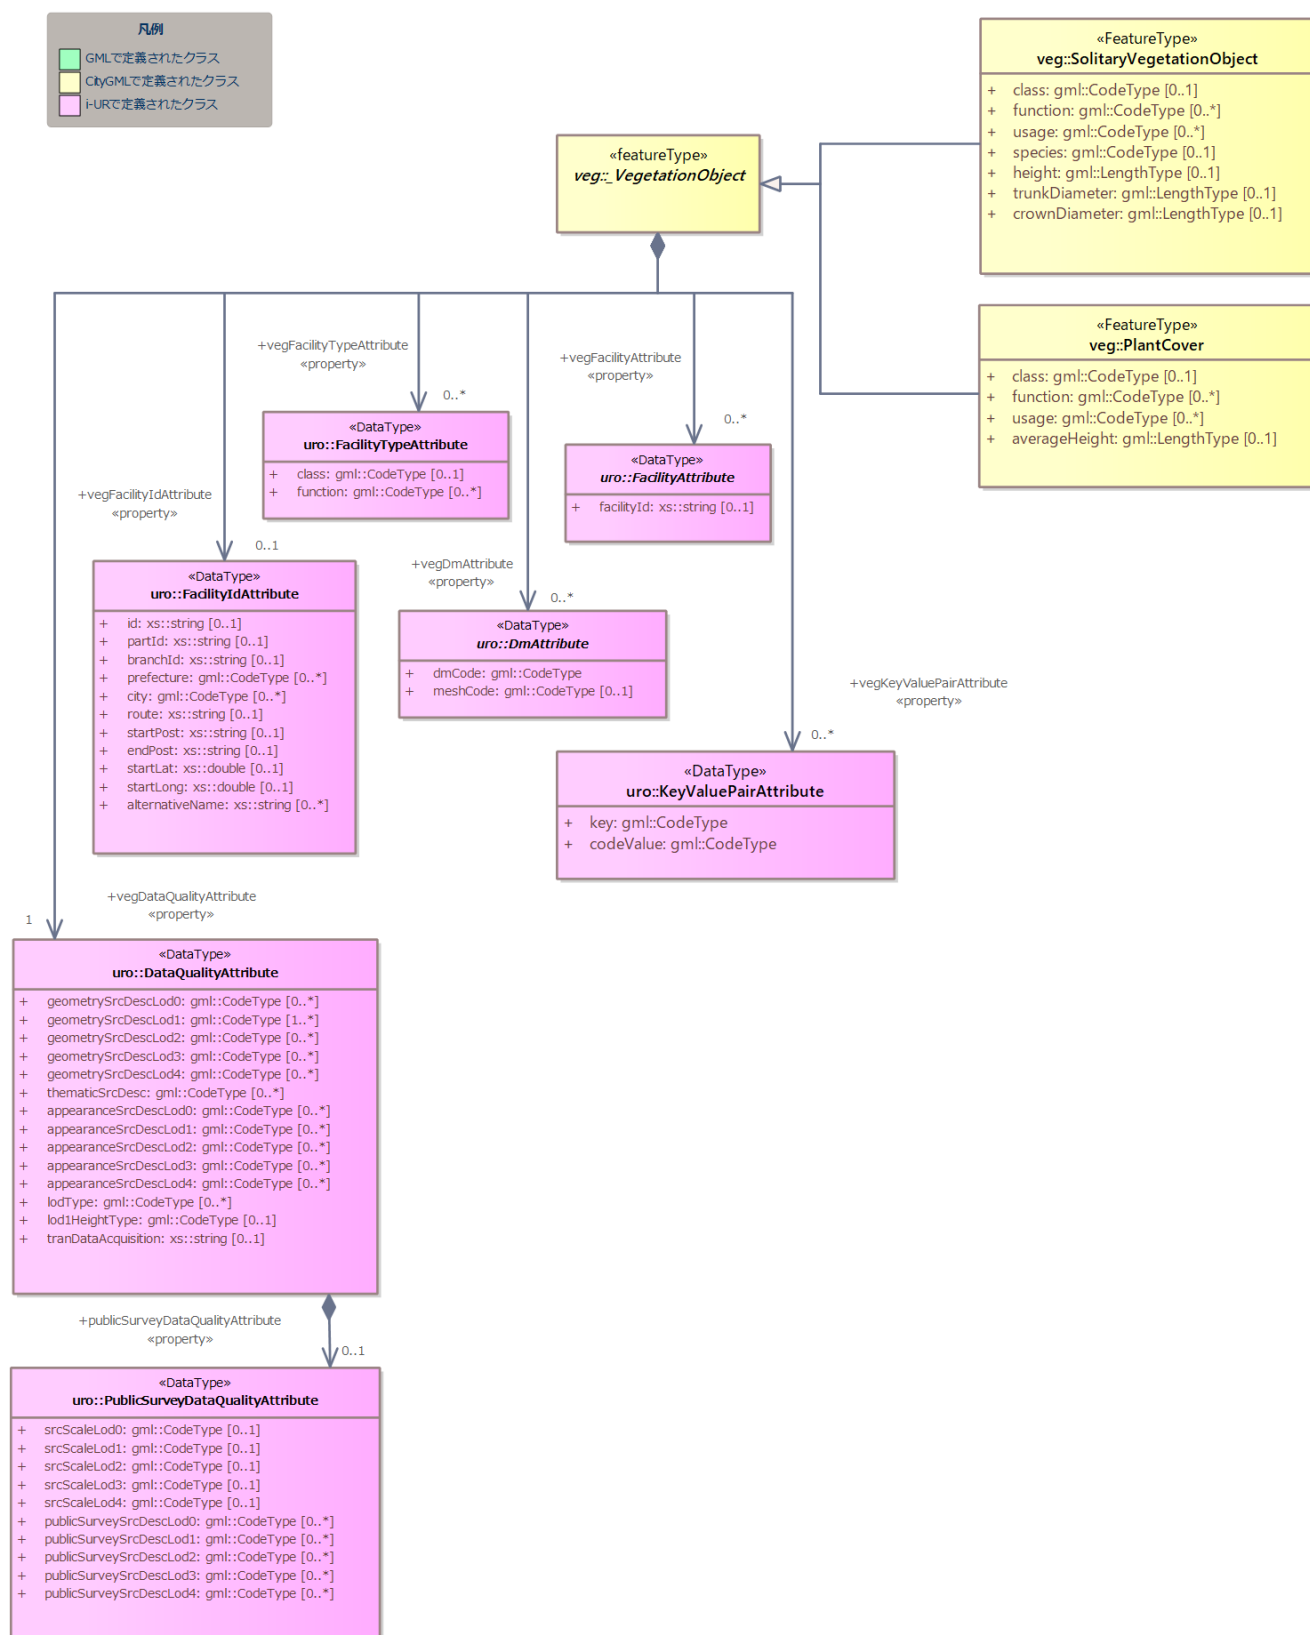 凡例
GMLで定義されたクラス
CityGMLで定義されたクラス
i-URで定義されたクラス
«FeatureType»
veg::SolitaryVegetationObject
+ class: gml::CodeType [0..1]
+ function: gml::CodeType [0..*]
+ usage: gml::CodeType [0..*]
+ species: gml::CodeType [0..1]
+ height: gml::LengthType [0..1]
+ trunkDiameter: gml::LengthType [0..1]
+ crownDiameter: gml::LengthType [0..1]
«featureType»
veg::_VegetationObject
«FeatureType»
veg::PlantCover
+ class: gml::CodeType [0..1]
+ function: gml::CodeType [0..*]
+ usage: gml::CodeType [0..*]
+ averageHeight: gml::LengthType [0..1]
+vegFacilityTypeAttribute
«property»
0..*
«DataType»
uro::FacilityTypeAttribute
+ class: gml::CodeType [0..1]
+ function: gml::CodeType [0..*]
+vegFacilityAttribute
«property»
0..*
«DataType»
uro::FacilityAttribute
+ facilityId: xs::string [0..1]
+vegFacilityIdAttribute
«property»
0..1
«DataType»
uro::FacilityIdAttribute
+ id: xs::string [0..1]
+ partId: xs::string [0..1]
+ branchId: xs::string [0..1]
+ prefecture: gml::CodeType [0..*]
+ city: gml::CodeType [0..*]
+ route: xs::string [0..1]
+ startPost: xs::string [0..1]
+ endPost: xs::string [0..1]
+ startLat: xs::double [0..1]
+ startLong: xs::double [0..1]
+ alternativeName: xs::string [0..*]
+vegDmAttribute
«property»
0..*
«DataType»
uro::DmAttribute
+ dmCode: gml::CodeType
+ meshCode: gml::CodeType [0..1]
+vegKeyValuePairAttribute
«property»
0..*
«DataType»
uro::KeyValuePairAttribute
+ key: gml::CodeType
+ codeValue: gml::CodeType
+vegDataQualityAttribute
«property»
1
«DataType»
uro::DataQualityAttribute
+ geometrySrcDescLod0: gml::CodeType [0..*]
+ geometrySrcDescLod1: gml::CodeType [1..*]
+ geometrySrcDescLod2: gml::CodeType [0..*]
+ geometrySrcDescLod3: gml::CodeType [0..*]
+ geometrySrcDescLod4: gml::CodeType [0..*]
+ thematicSrcDesc: gml::CodeType [0..*]
+ appearanceSrcDescLod0: gml::CodeType [0..*]
+ appearanceSrcDescLod1: gml::CodeType [0..*]
+ appearanceSrcDescLod2: gml::CodeType [0..*]
+ appearanceSrcDescLod3: gml::CodeType [0..*]
+ appearanceSrcDescLod4: gml::CodeType [0..*]
+ lodType: gml::CodeType [0..*]
+ lod1HeightType: gml::CodeType [0..1]
+ tranDataAcquisition: xs::string [0..1]
+publicSurveyDataQualityAttribute
«property»
0..1
«DataType»
uro::PublicSurveyDataQualityAttribute
+ srcScaleLod0: gml::CodeType [0..1]
+ srcScaleLod1: gml::CodeType [0..1]
+ srcScaleLod2: gml::CodeType [0..1]
+ srcScaleLod3: gml::CodeType [0..1]
+ srcScaleLod4: gml::CodeType [0..1]
+ publicSurveySrcDescLod0: gml::CodeType [0..*]
+ publicSurveySrcDescLod1: gml::CodeType [0..*]
+ publicSurveySrcDescLod2: gml::CodeType [0..*]
+ publicSurveySrcDescLod3: gml::CodeType [0..*]
+ publicSurveySrcDescLod4: gml::CodeType [0..*]